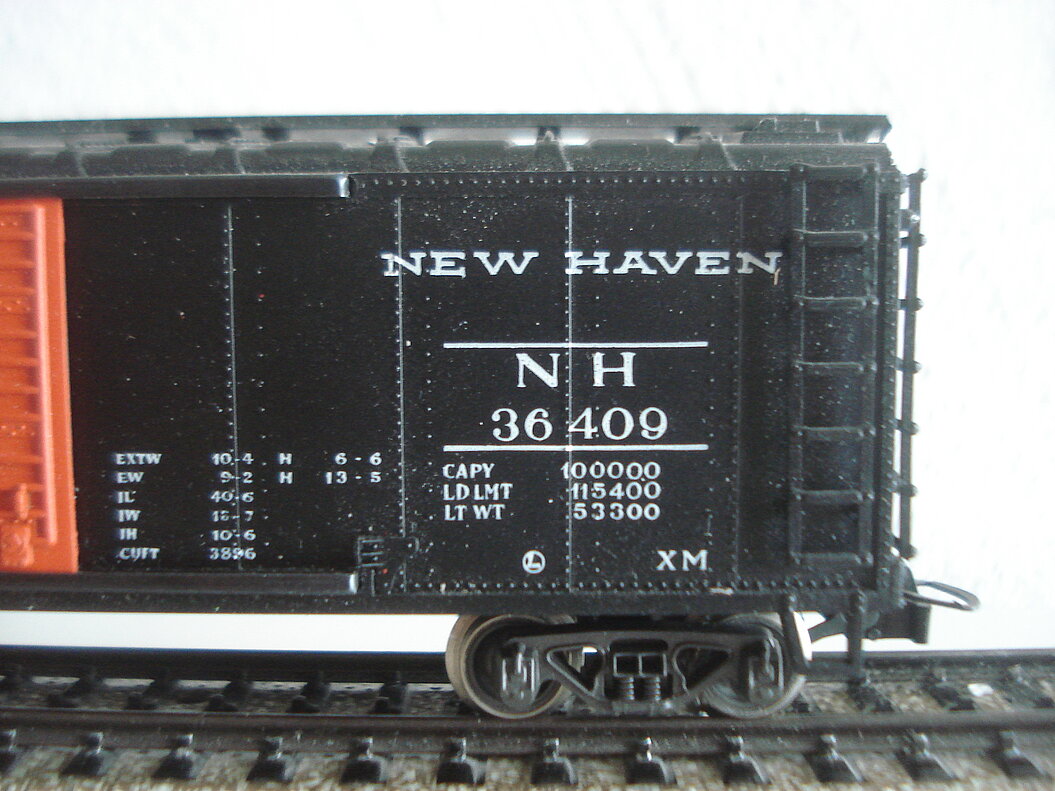 NEW HAVEN
NH
36409
CAPY 100000
LD LMT 115400
LT WT 53300
L XM
EXTW 10-4 H 6-6
EW 9-2 H 13-5
IL 40-6
IW
IH 10-6
CUFT 3896